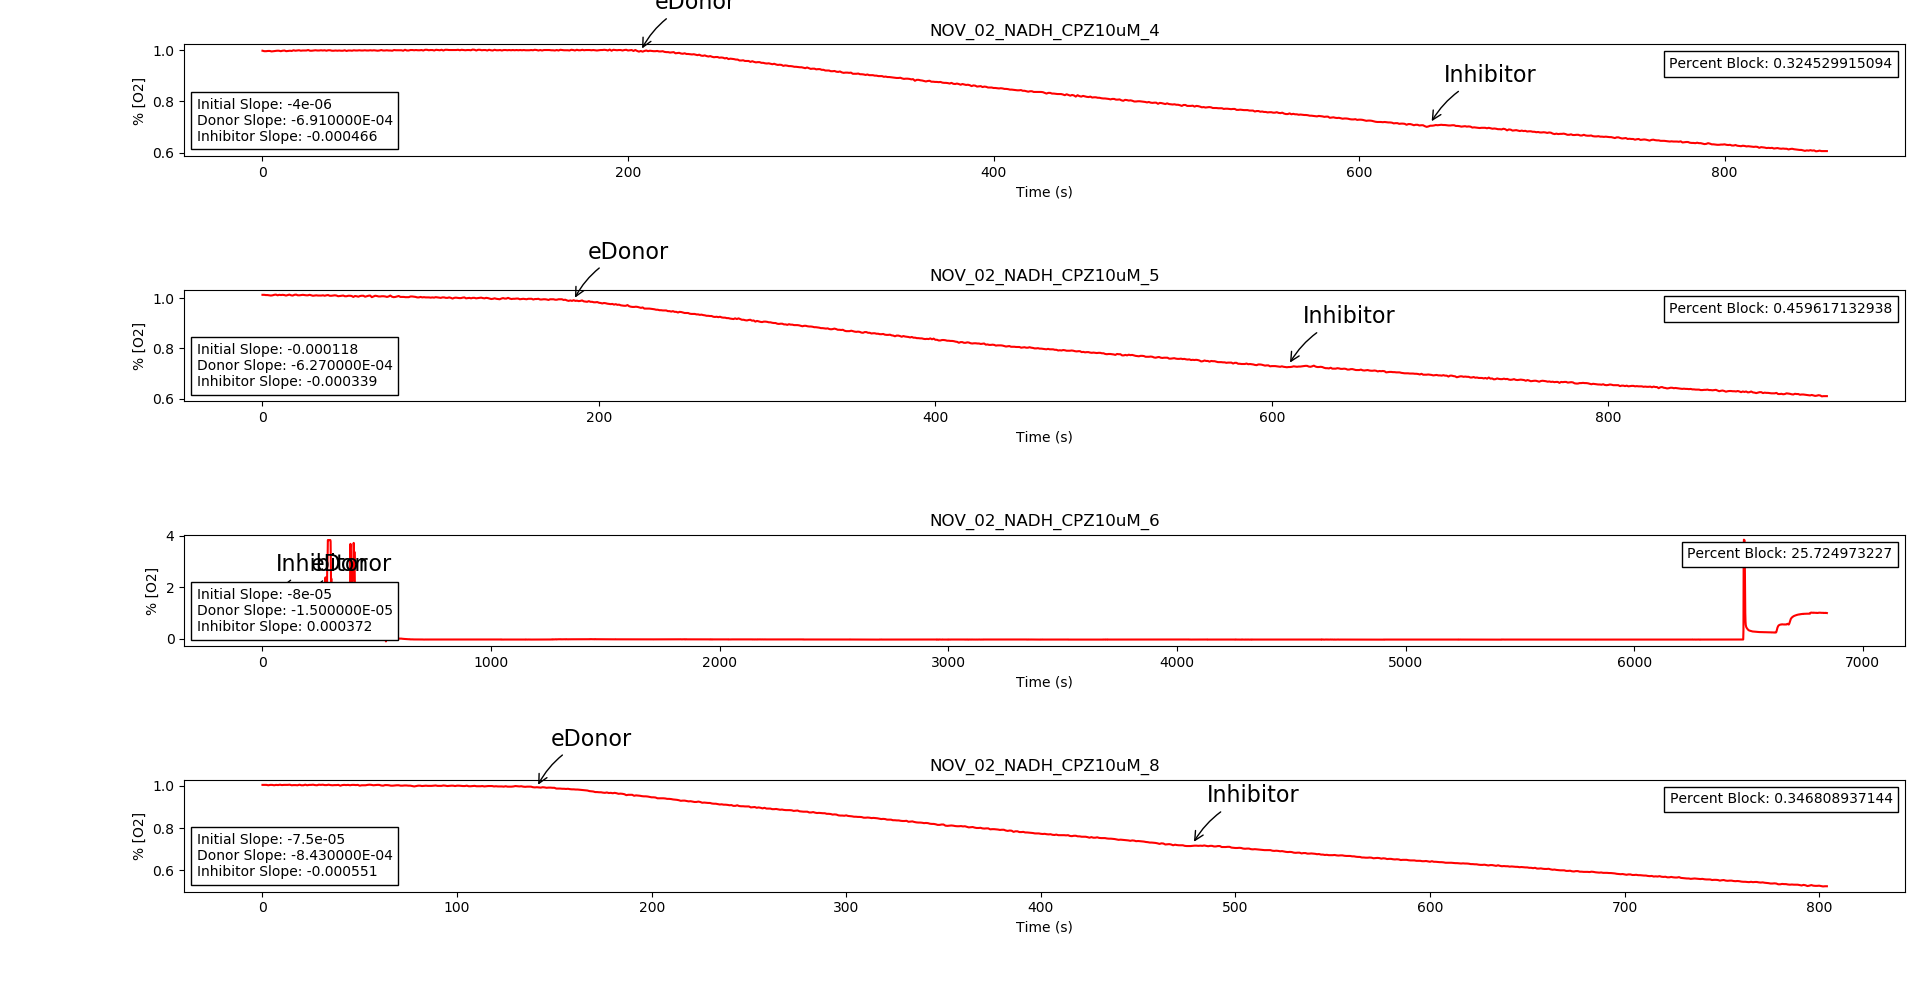 eDonor
NOV_02_NADH_CPZ10uM_4
1.0
0.8
0.6
% [O2]
Inhibitor
Percent Block: 0.324529915094
Initial Slope: -4e-06
Donor Slope: -6.910000E-04
Inhibitor Slope: -0.000466
0 200 400 600 800
Time (s)
eDonor
NOV_02_NADH_CPZ10uM_5
1.0
0.8
0.6
% [O2]
Inhibitor
Percent Block: 0.459617132938
Initial Slope: -0.000118
Donor Slope: -6.270000E-04
Inhibitor Slope: -0.000339
0 200 400 600 800
Time (s)
NOV_02_NADH_CPZ10uM_6
4
2
0
% [O2]
Inhibitor
eDonor
Percent Block: 25.724973227
Initial Slope: -8e-05
Donor Slope: -1.500000E-05
Inhibitor Slope: 0.000372
0 1000 2000 3000 4000 5000 6000 7000
Time (s)
eDonor
NOV_02_NADH_CPZ10uM_8
1.0
0.8
0.6
% [O2]
Inhibitor
Percent Block: 0.346808937144
Initial Slope: -7.5e-05
Donor Slope: -8.430000E-04
Inhibitor Slope: -0.000551
0 100 200 300 400 500 600 700 800
Time (s)